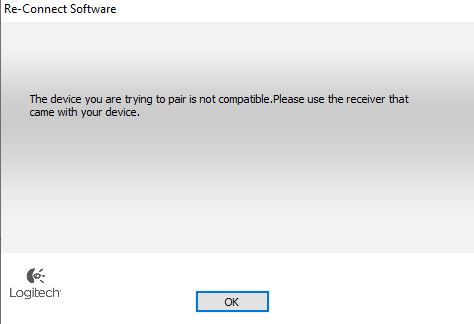 Re-Connect Software
The device you are trying to pair is not compatible.Please use the receiver that
came with your device.
Logitech
OK